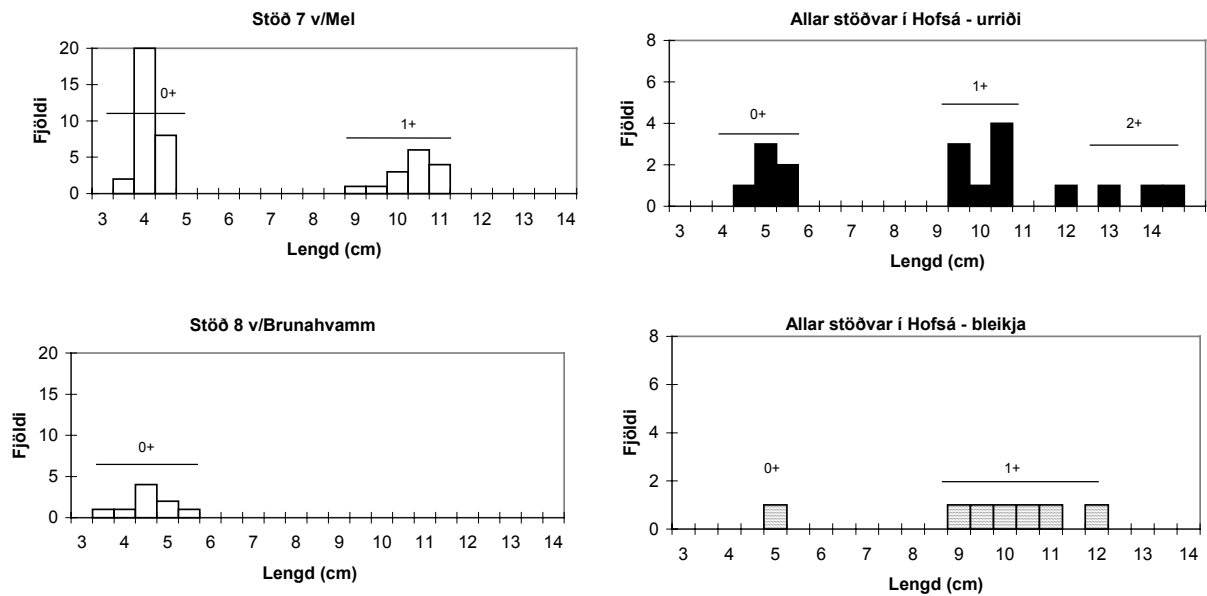 Stöð 7 v/Mel
Fjöldi
20
15
10
5
0
0+
1+
3 4 5 6 7 8 9 10 11 12 13 14
Lengd (cm)
Allar stöðvar í Hofsá - urriði
Fjöldi
8
6
4
2
0
0+
1+
2+
3 4 5 6 7 8 9 10 11 12 13 14
Lengd (cm)
Stöð 8 v/Brunahvamm
Fjöldi
20
15
10
5
0
0+
3 4 5 6 7 8 9 10 11 12 13 14
Lengd (cm)
Allar stöðvar í Hofsá - bleikja
Fjöldi
8
6
4
2
0
0+
1+
3 4 5 6 7 8 9 10 11 12 13 14
Lengd (cm)